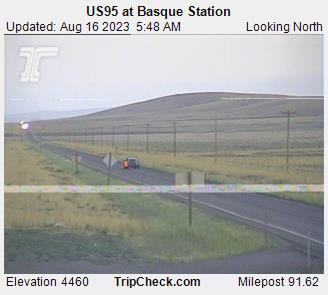 US95 at Basque Station
Updated: Aug 16 2023 5:48 AM Looking North
Elevation 4460 TripCheck.com Milepost 91.62